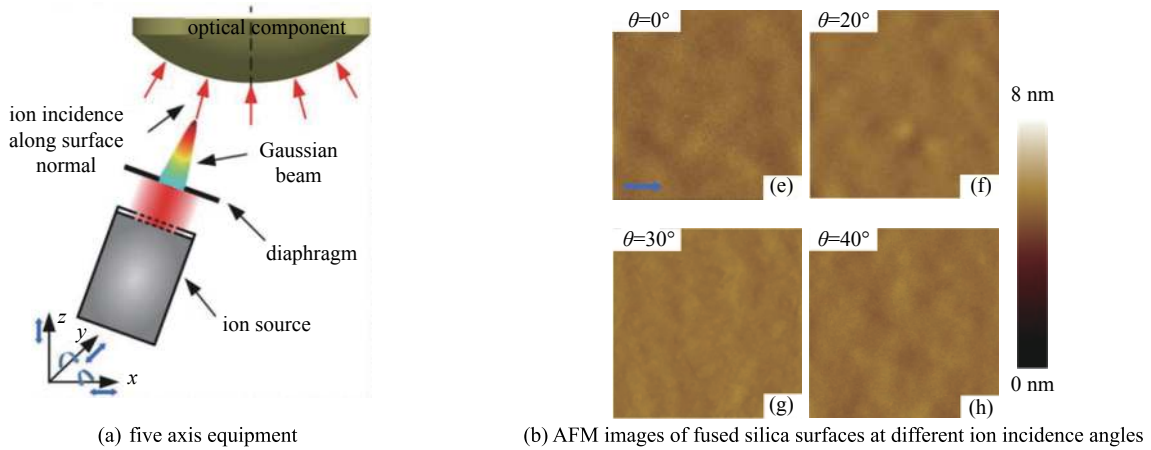 optical component
ion incidence
along surface
normal
Gaussian
beam
diaphragm
ion source
z
y
x
(a) five axis equipment
θ=0°
(e)
θ=20°
(f)
θ=30°
(g)
θ=40°
(h)
8 nm
0 nm
(b) AFM images of fused silica surfaces at different ion incidence angles